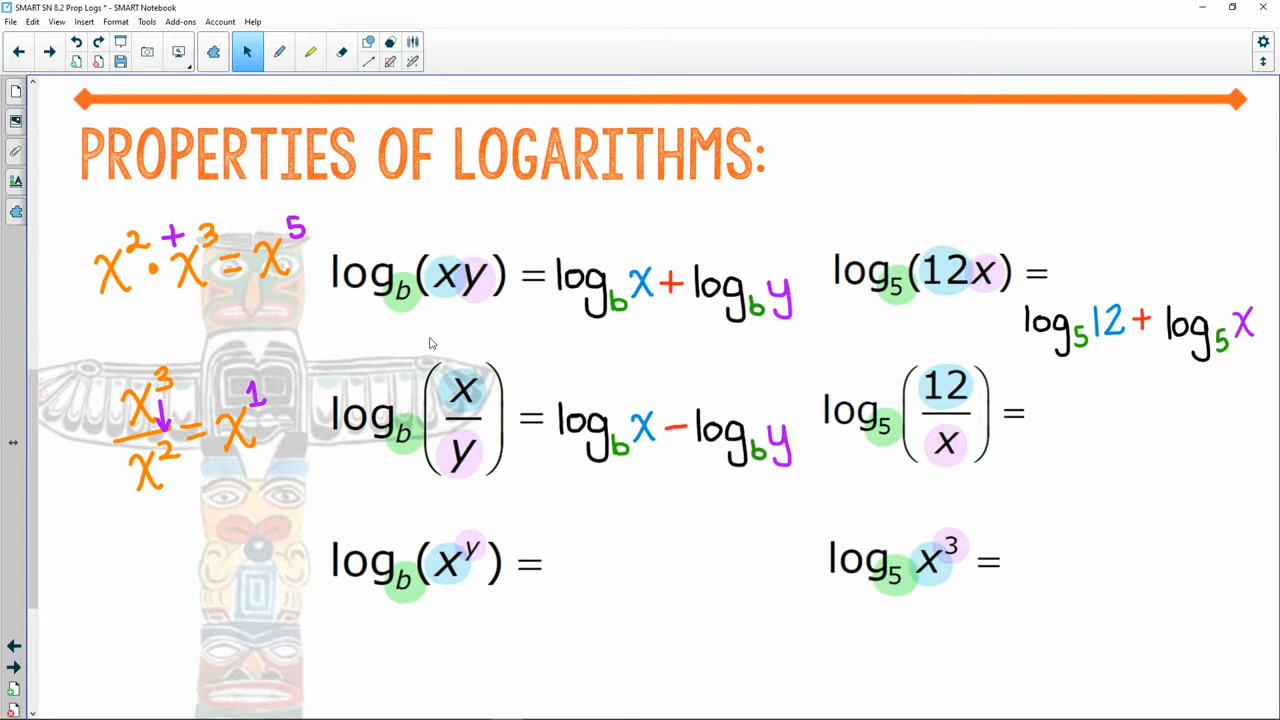 SMART SN 8.2 Prop Logs * - SMART Notebook
File Edit View Insert Format Tools Add-ons Account Help
PROPERTIES OF LOGARITHMS:
x² · x³ = x⁵
+
log_b(xy) = log_b x + log_b y
log₅(12x) =
log₅12 + log₅x
x³/x² = x¹
log_b(x/y) = log_b x - log_b y
log₅(12/x) =
log_b(x^y) =
log₅ x³ =